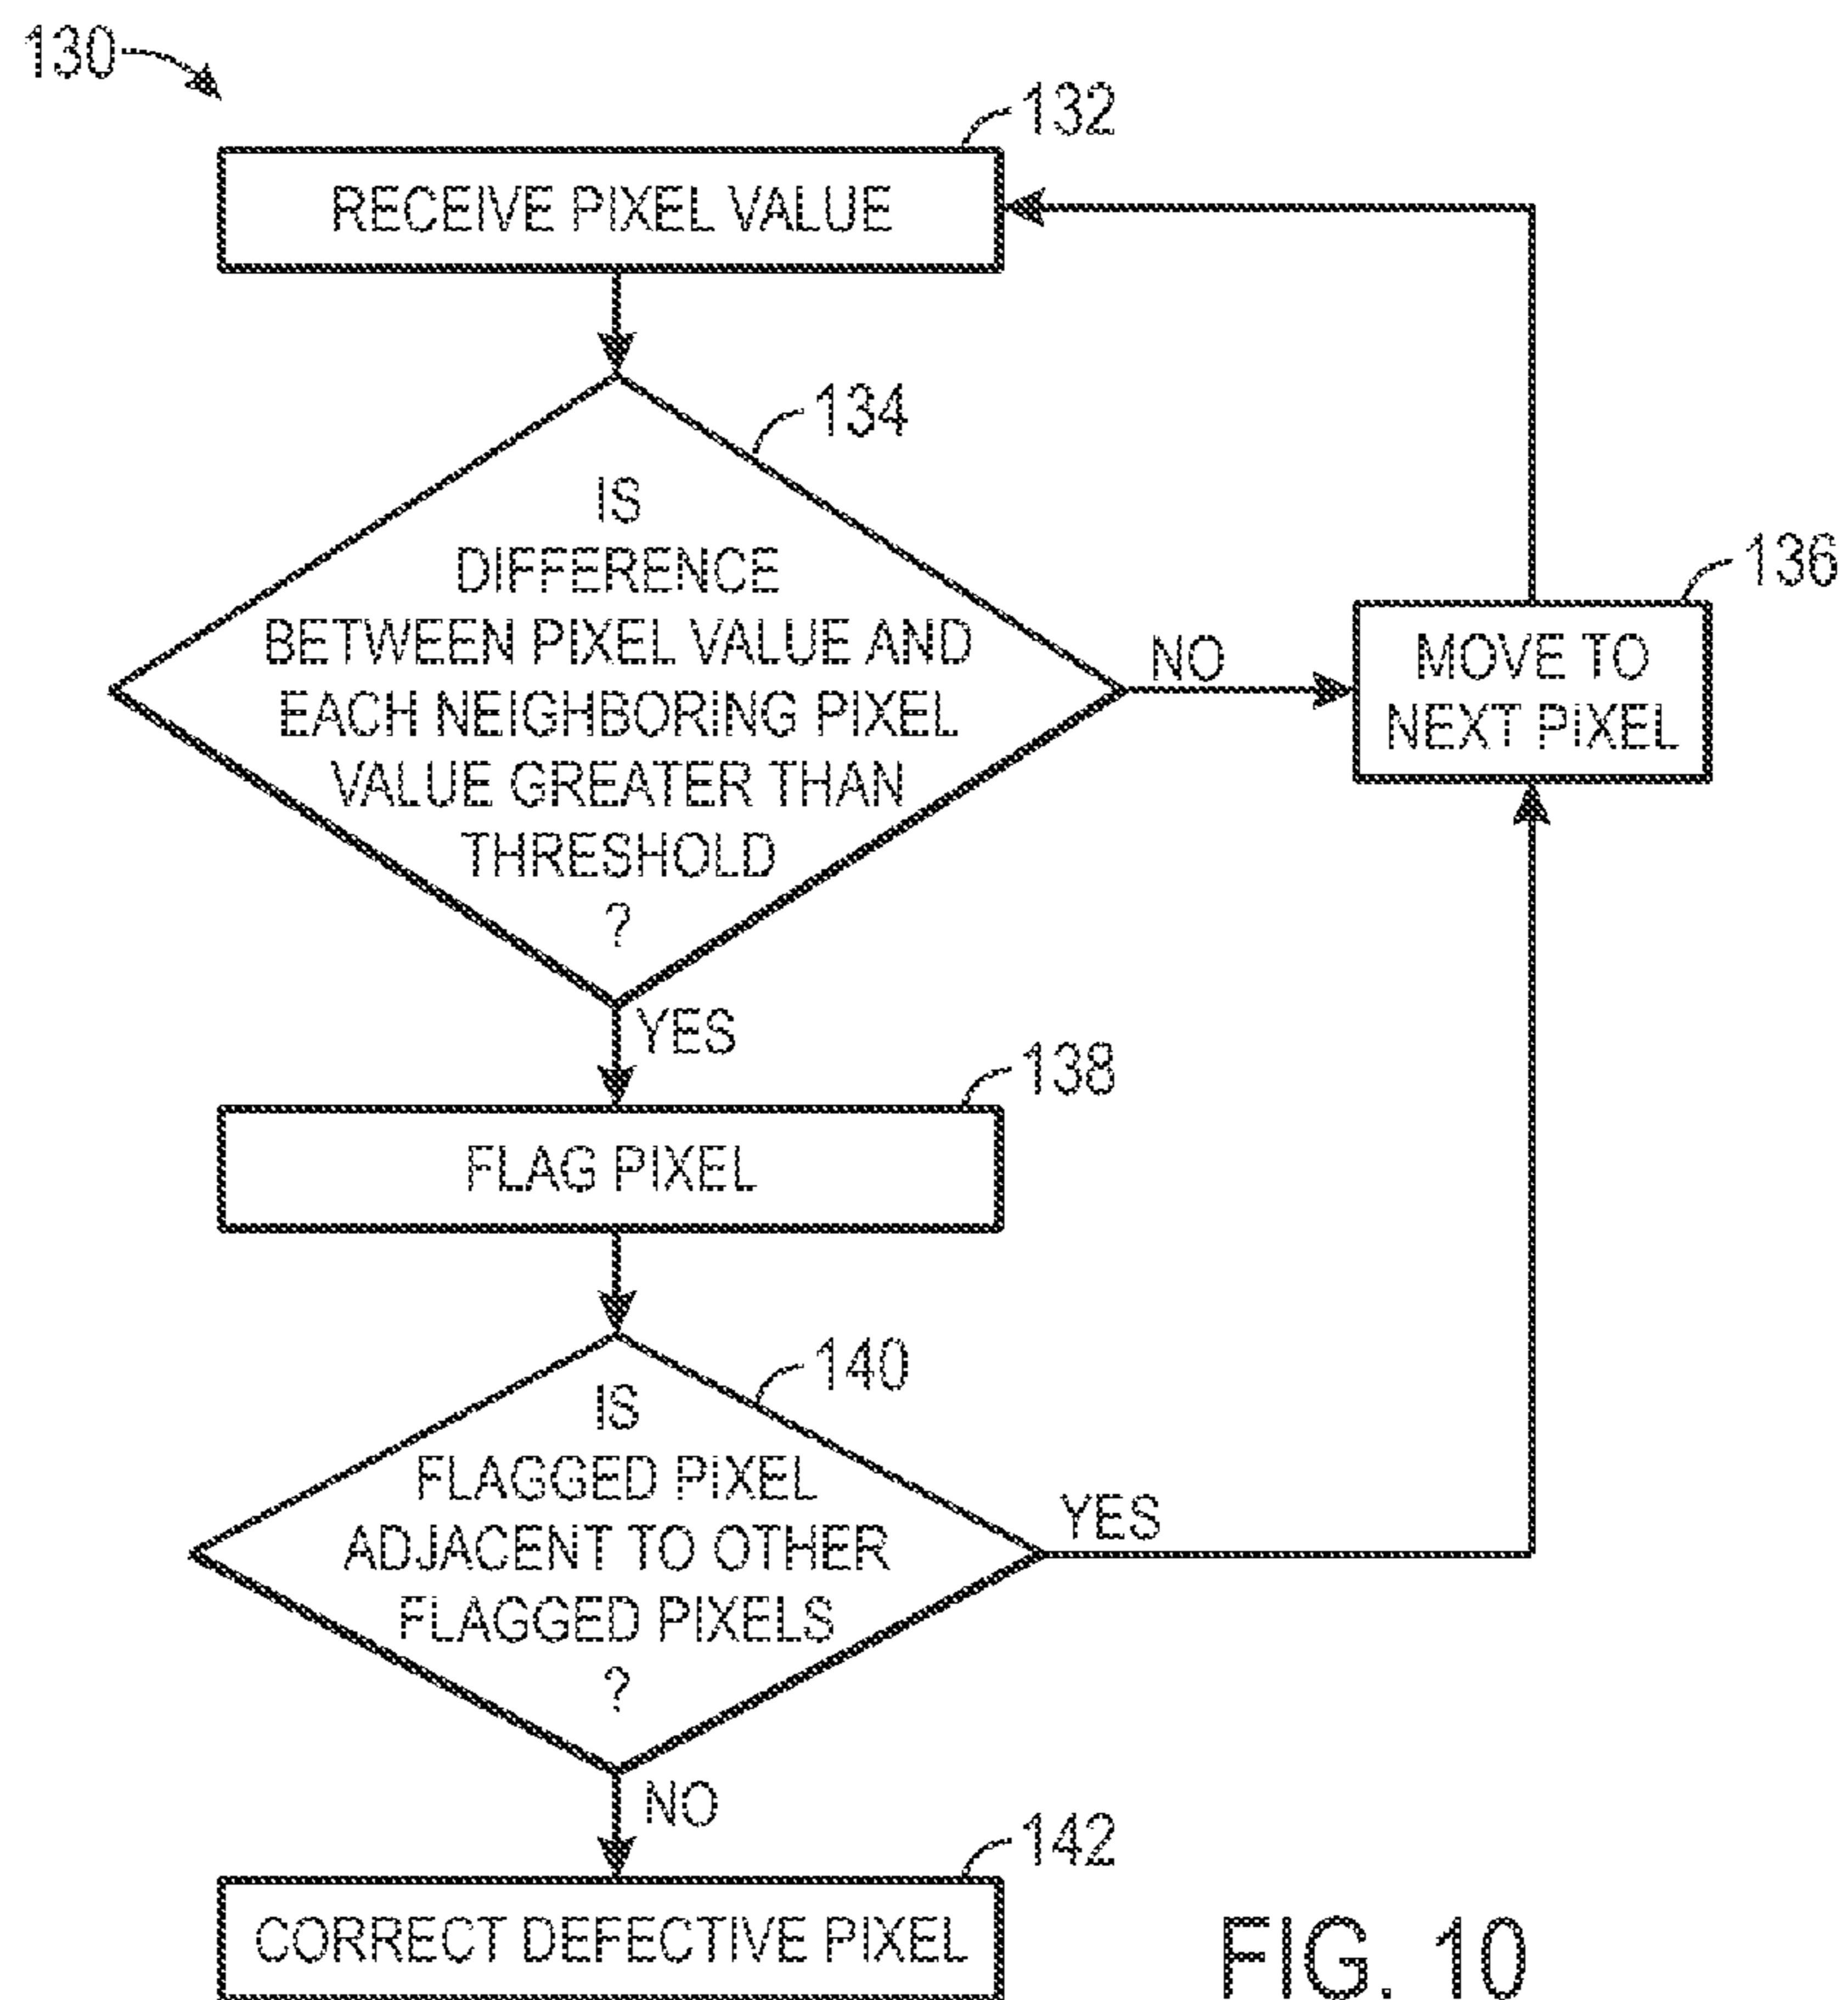 130
132
RECEIVE PIXEL VALUE
134
IS
DIFFERENCE
BETWEEN PIXEL VALUE AND
EACH NEIGHBORING PIXEL
VALUE GREATER THAN
THRESHOLD
?
NO
136
MOVE TO
NEXT PIXEL
YES
138
FLAG PIXEL
140
IS
FLAGGED PIXEL
ADJACENT TO OTHER
FLAGGED PIXELS
?
YES
NO
142
CORRECT DEFECTIVE PIXEL
FIG. 10